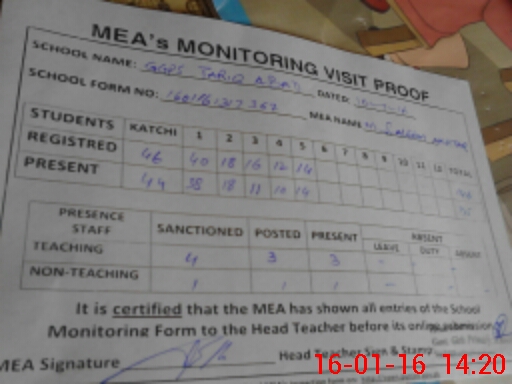 MEA's MONITORING VISIT PROOF
SCHOOL NAME: GGPS TARIQ ABAD DATED:
SCHOOL FORM NO: MEA NAME M
STUDENTS KATCHI 1 2 3 4 5 6 7 8 9 10 11 12 TOTAL
REGISTRED 46 40 18 16 12 14
PRESENT 44 38 18 11 10 14
PRESENCE STAFF SANCTIONED POSTED PRESENT ABSENT
LEAVE DUTY ABSENT
TEACHING 4 3 3 - - -
NON-TEACHING 1 1 1 - - -
It is certified that the MEA has shown all entries of the School
Monitoring Form to the Head Teacher before its online submission
MEA Signature Head Teacher Sign & Stamp
16-01-16 14:20